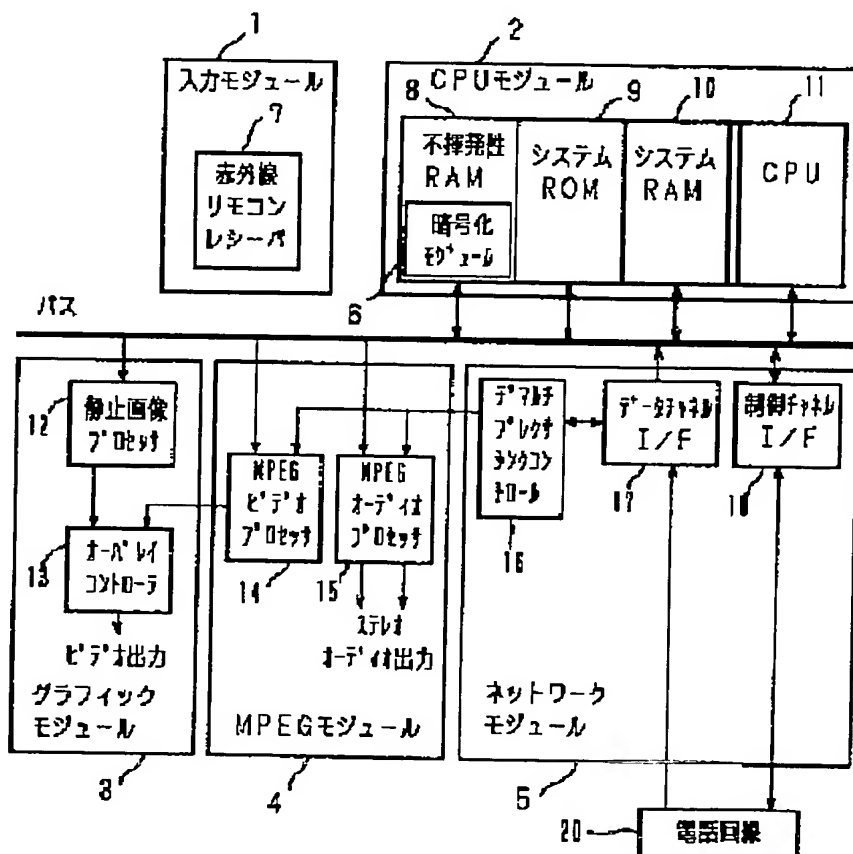 1
入力モジュール
7
赤外線
リモコン
レシーバ
2
CPUモジュール
8
9
10
11
不揮発性
RAM
暗号化
モジュール
システム
ROM
システム
RAM
CPU
6
バス
12
静止画像
プロセッサ
13
オーバレイ
コントローラ
ビデオ出力
グラフィック
モジュール
3
MPEG
ビデオ
プロセッサ
14
MPEG
オーディオ
プロセッサ
15
ステレオ
オーディオ出力
MPEGモジュール
4
デマルチ
プレクサ
コントロール
16
データチャネル
I/F
17
制御チャネル
I/F
ネットワーク
モジュール
5
20
電話回線